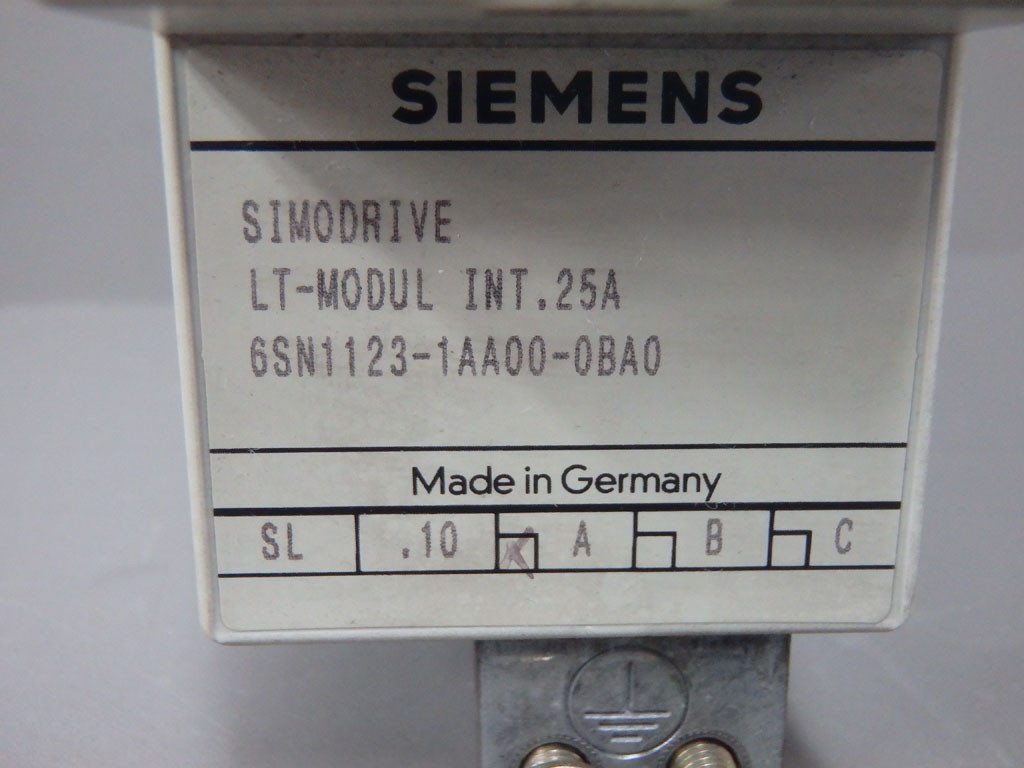 SIEMENS
SIMODRIVE
LT-MODUL INT.25A
6SN1123-1AA00-0BA0
Made in Germany
SL .10 A B C